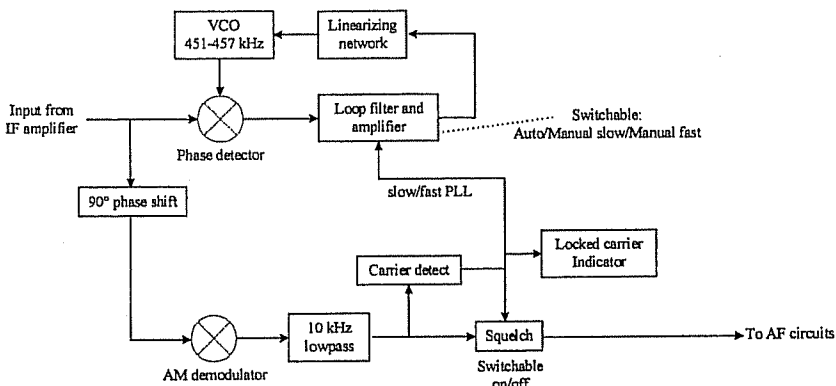 VCO
451-457 kHz
Linearizing
network
Input from
IF amplifier
Loop filter and
amplifier
Switchable:
Auto/Manual slow/Manual fast
Phase detector
slow/fast PLL
90° phase shift
Locked carrier
Indicator
Carrier detect
10 kHz
lowpass
Squelch
To AF circuits
AM demodulator
Switchable
on/off